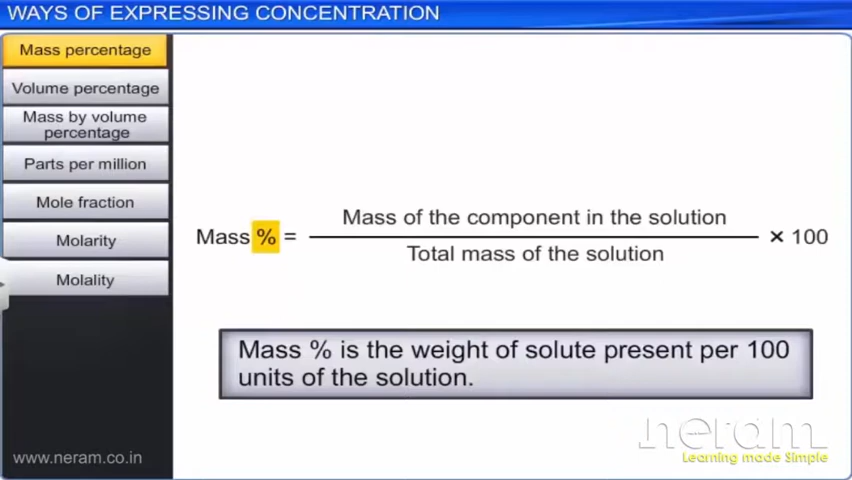 WAYS OF EXPRESSING CONCENTRATION
Mass percentage
Volume percentage
Mass by volume
percentage
Parts per million
Mole fraction
Molarity
Molality
Mass of the component in the solution
Mass % = × 100
Total mass of the solution
Mass % is the weight of solute present per 100
units of the solution.
neram
Learning made Simple
www.neram.co.in